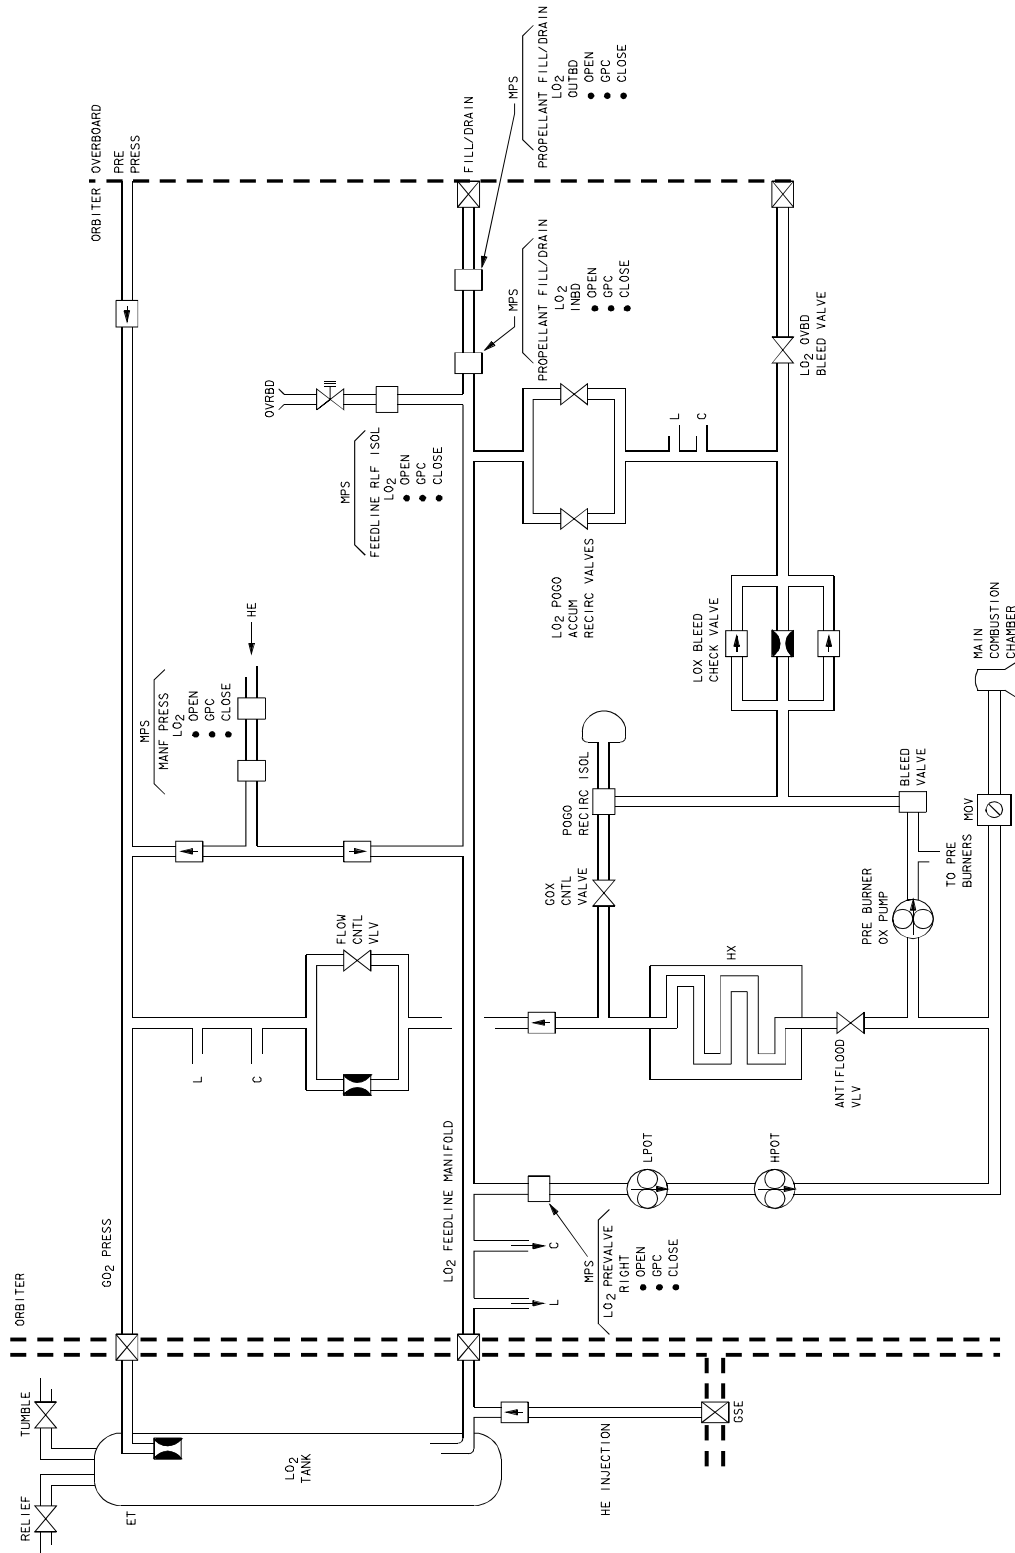 ORBITER OVERBOARD
PRE
PRESS
FILL/DRAIN
MPS
PROPELLANT FILL/DRAIN
LO2
OUTBD
● OPEN
● GPC
● CLOSE
MPS
PROPELLANT FILL/DRAIN
LO2
INBD
● OPEN
● GPC
● CLOSE
LO2 OVBD
BLEED VALVE
OVRBD
MPS
FEEDLINE RLF ISOL
LO2
● OPEN
● GPC
● CLOSE
L
C
LO2 POGO
ACCUM
RECIRC VALVES
HE
MPS
MANF PRESS
LO2
● OPEN
● GPC
● CLOSE
LOX BLEED
CHECK VALVE
MAIN
COMBUSTION
CHAMBER
POGO
RECIRC ISOL
BLEED
VALVE
MOV
GOX
CNTL
VALVE
TO PRE
BURNERS
PRE BURNER
OX PUMP
FLOW
CNTL
VLV
HX
L
C
ANTIFLOOD
VLV
LPOT
HPOT
GO2 PRESS
LO2 FEEDLINE MANIFOLD
C
L
MPS
LO2 PREVALVE
RIGHT
● OPEN
● GPC
● CLOSE
ORBITER
TUMBLE
GSE
HE INJECTION
LO2
TANK
RELIEF
ET